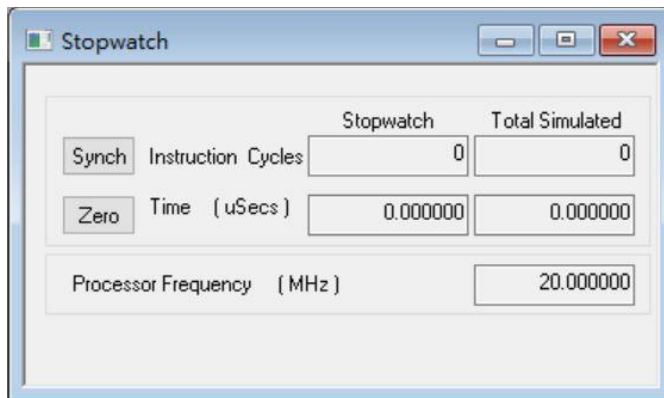 Stopwatch
Stopwatch Total Simulated
Synch Instruction Cycles 0 0
Zero Time ( uSecs ) 0.000000 0.000000
Processor Frequency ( MHz ) 20.000000